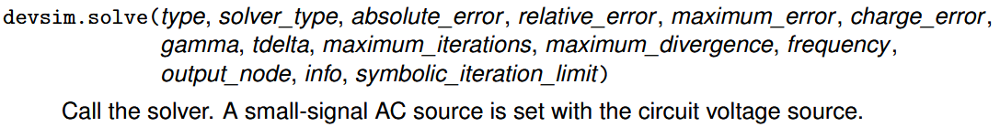 devsim.solve(type, solver_type, absolute_error, relative_error, maximum_error, charge_error,
gamma, tdelta, maximum_iterations, maximum_divergence, frequency,
output_node, info, symbolic_iteration_limit)
Call the solver. A small-signal AC source is set with the circuit voltage source.